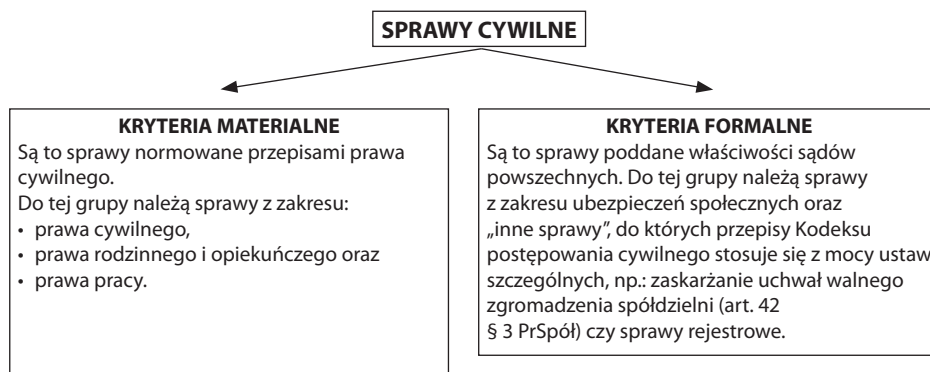 SPRAWY CYWILNE
KRYTERIA MATERIALNE
Są to sprawy normowane przepisami prawa
cywilnego.
Do tej grupy należą sprawy z zakresu:
• prawa cywilnego,
• prawa rodzinnego i opiekuńczego oraz
• prawa pracy.
KRYTERIA FORMALNE
Są to sprawy poddane właściwości sądów
powszechnych. Do tej grupy należą sprawy
z zakresu ubezpieczeń społecznych oraz
„inne sprawy”, do których przepisy Kodeksu
postępowania cywilnego stosuje się z mocy ustaw
szczególnych, np.: zaskarżanie uchwał walnego
zgromadzenia spółdzielni (art. 42
§ 3 PrSpół) czy sprawy rejestrowe.